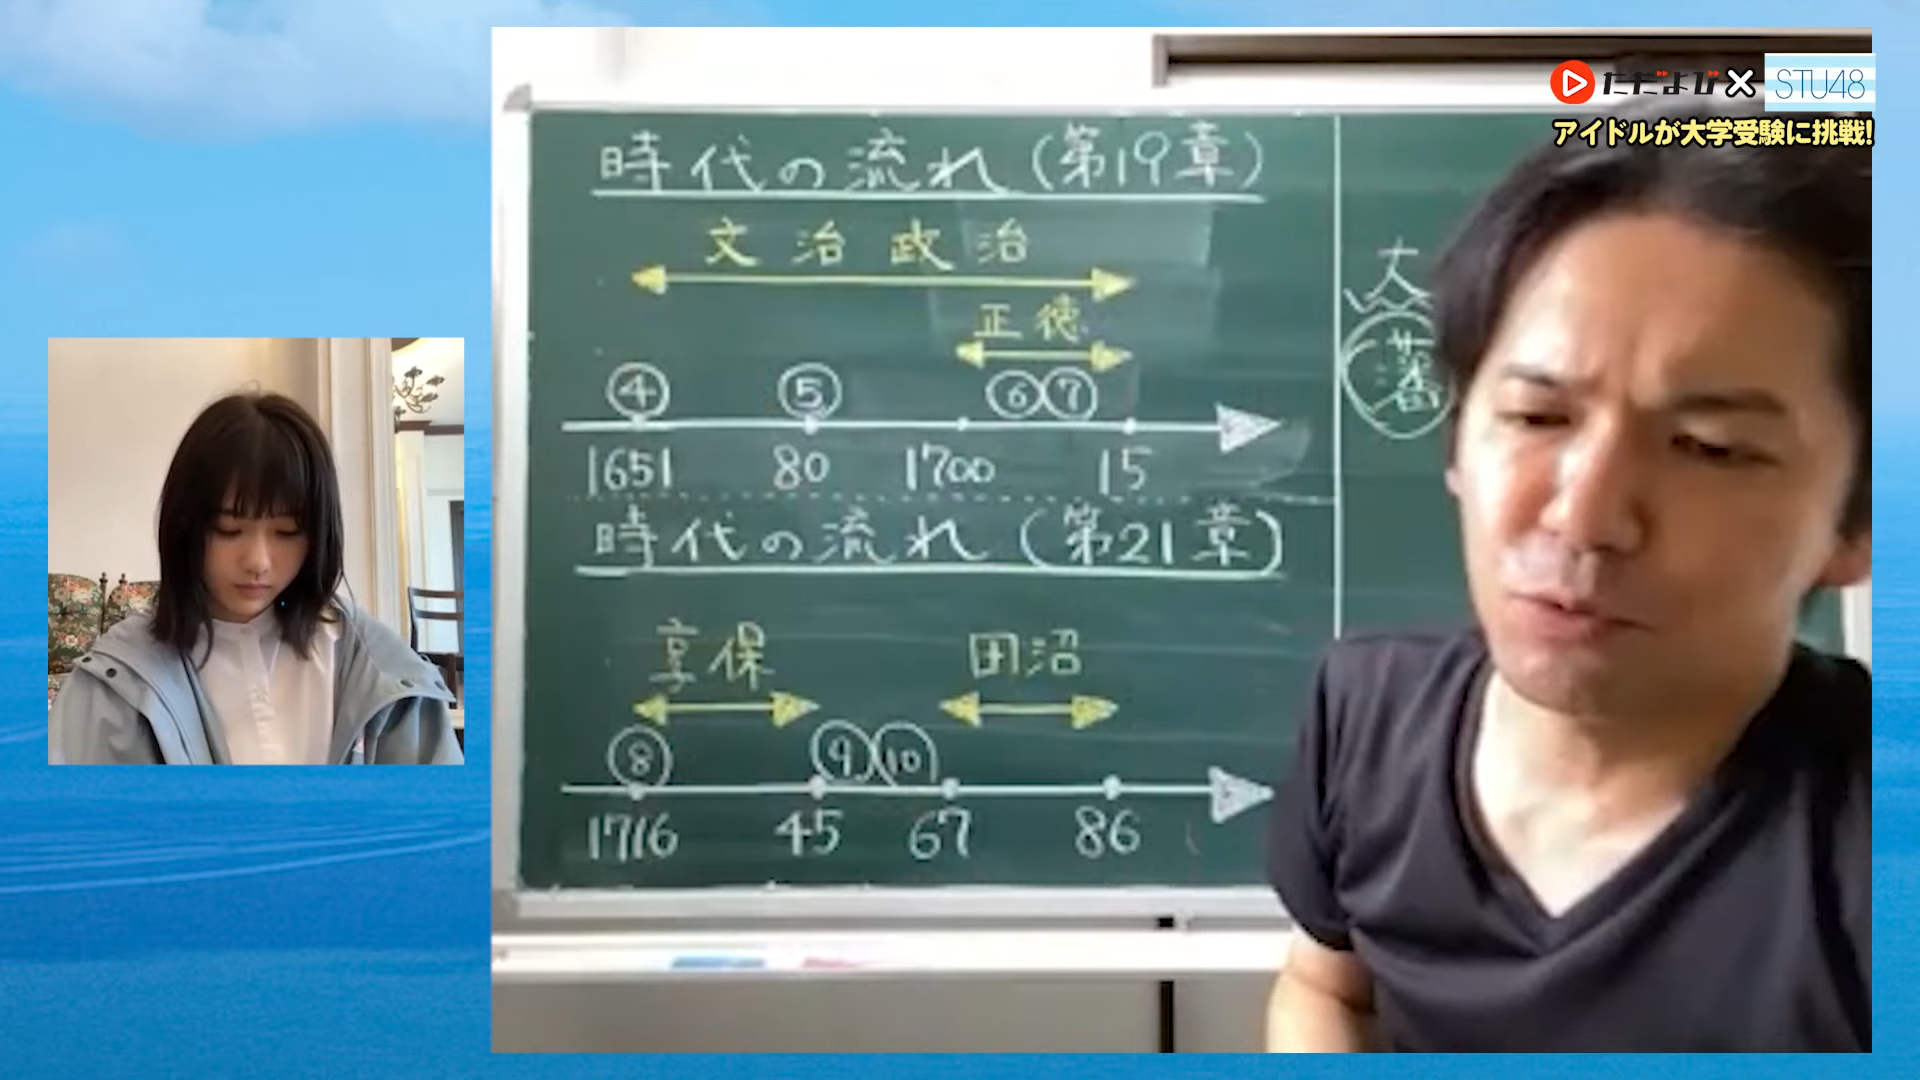 ただよび×STU48
アイドルが大学受験に挑戦!
時代の流れ(第19章)
文治政治
正徳
④ ⑤ ⑥⑦
1651 80 1700 15
時代の流れ(第21章)
享保 田沼
⑧ ⑨⑩
1716 45 67 86
大
藩